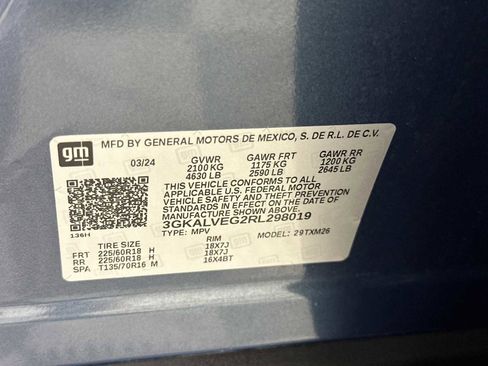 gm
MFD BY GENERAL MOTORS DE MEXICO, S. DE R.L. DE C.V.
03/24 GVWR GAWR FRT GAWR RR
2100 KG 1175 KG 1200 KG
4630 LB 2590 LB 2645 LB
THIS VEHICLE CONFORMS TO ALL
APPLICABLE U.S. FEDERAL MOTOR
VEHICLE SAFETY AND THEFT PREVENTION
STANDARDS IN EFFECT ON THE DATE OF
MANUFACTURE SHOWN ABOVE.
3GKALVEG2RL298019
136H
TYPE: MPV MODEL: 29TXM26
TIRE SIZE RIM
FRT 225/60R18 H 18X7J
RR 225/60R18 H 18X7J
SPA T135/70R16 M 16X4BT